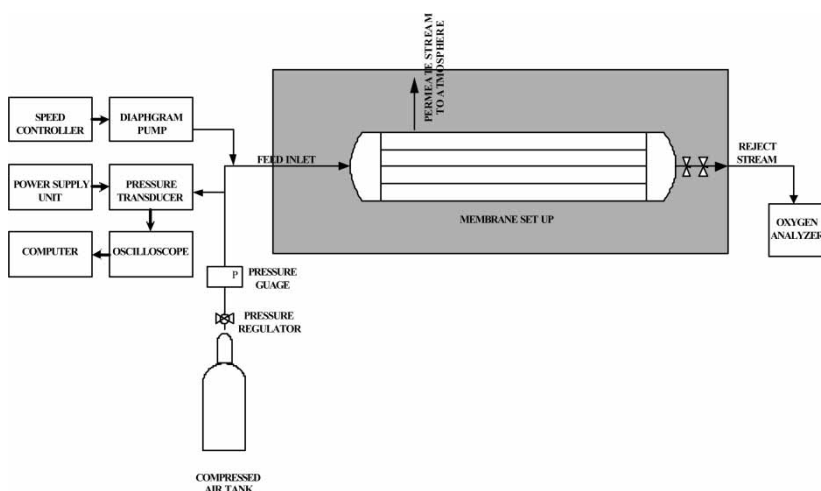 PERMEATE STREAM
TO ATMOSPHERE
SPEED
CONTROLLER
DIAPHGRAM
PUMP
FEED INLET
REJECT
STREAM
POWER SUPPLY
UNIT
PRESSURE
TRANSDUCER
MEMBRANE SET UP
OXYGEN
ANALYZER
COMPUTER
OSCILLOSCOPE
P
PRESSURE
GUAGE
PRESSURE
REGULATOR
COMPRESSED
AIR TANK